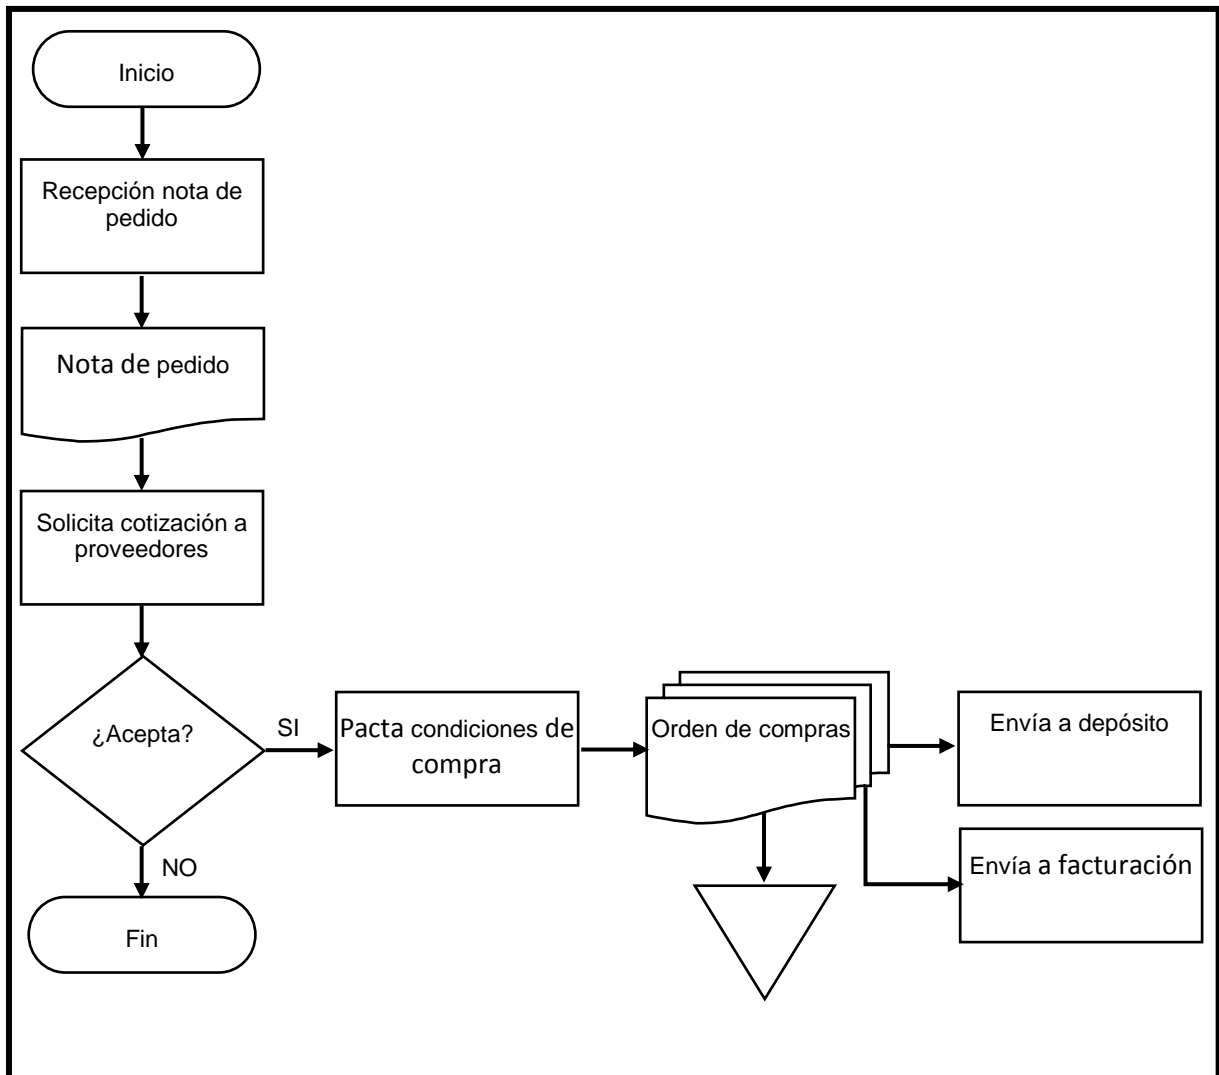 Inicio
Recepción nota de
pedido
Nota de pedido
Solicita cotización a
proveedores
¿Acepta?
SI
Pacta condiciones de
compra
Orden de compras
Envía a depósito
Envía a facturación
NO
Fin